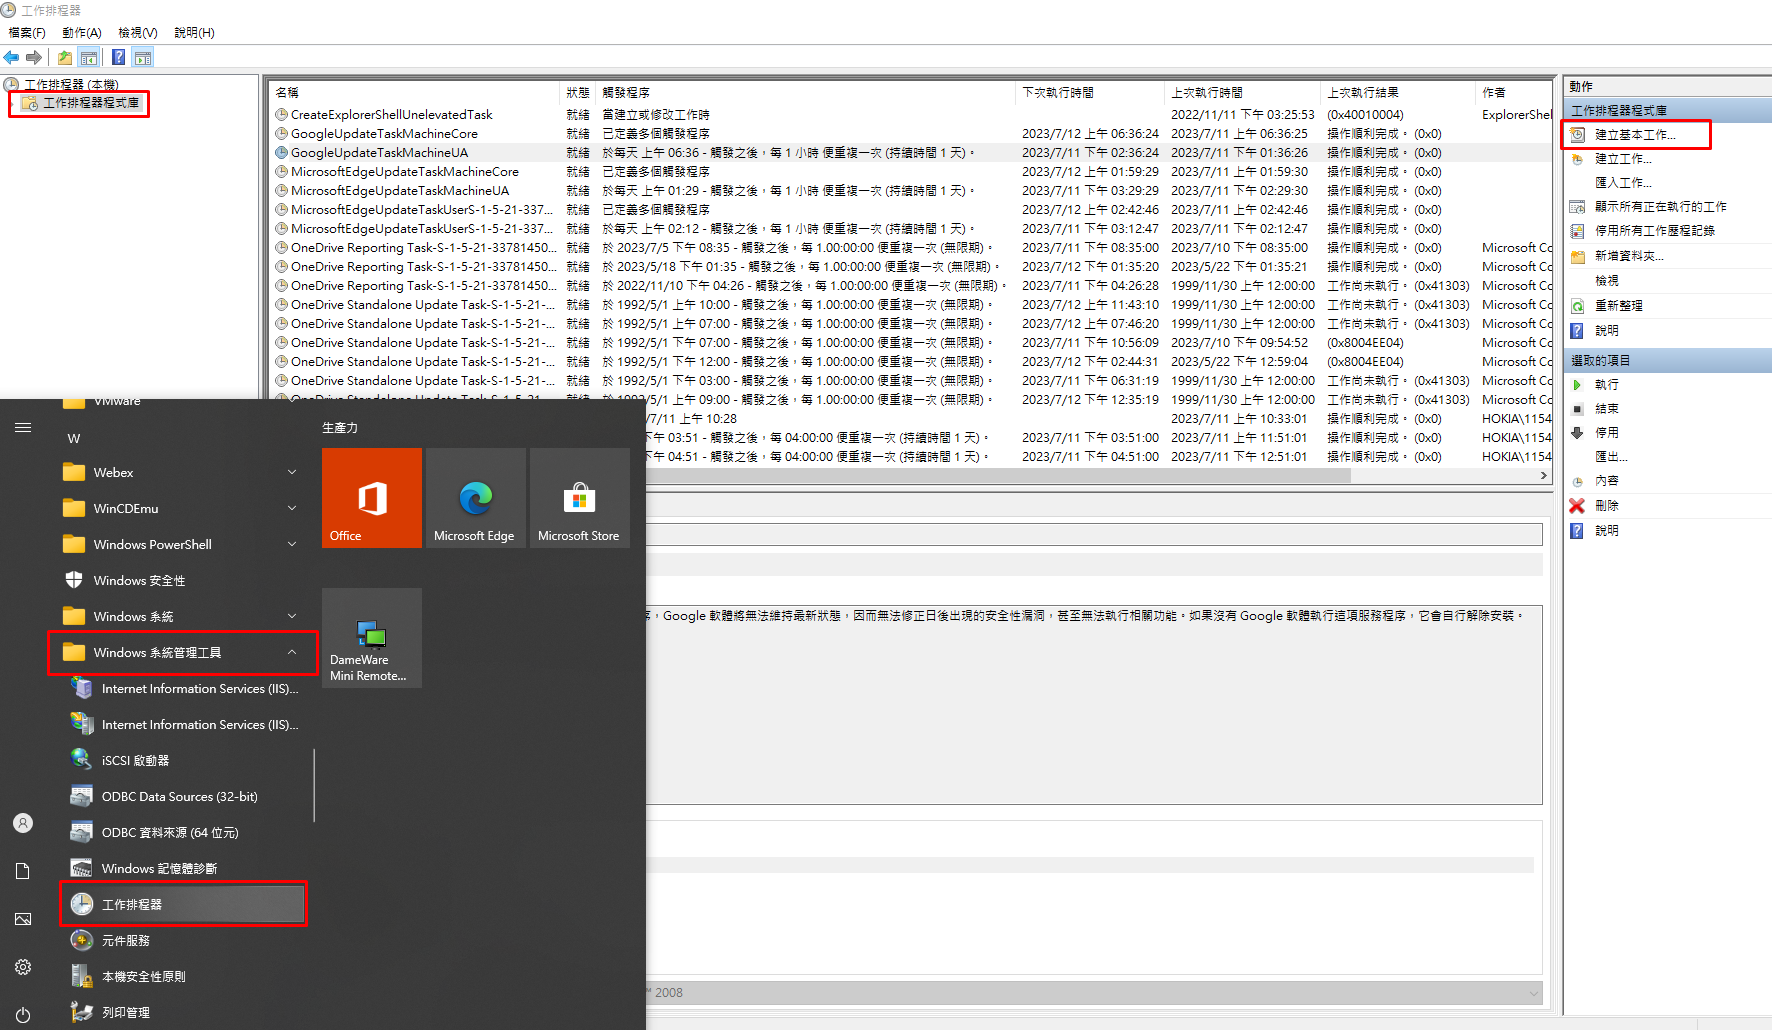 工作排程器
檔案(F) 動作(A) 檢視(V) 說明(H)
工作排程器 (本機)
工作排程器程式庫
名稱 狀態 觸發程序 下次執行時間 上次執行時間 上次執行結果 作者
CreateExplorerShellUnelevatedTask 就緒 當建立或修改工作時 2022/11/11 下午 03:25:53 (0x40010004) ExplorerShel
GoogleUpdateTaskMachineCore 就緒 已定義多個觸發程序 2023/7/12 上午 06:36:24 2023/7/11 上午 06:36:25 操作順利完成。 (0x0)
GoogleUpdateTaskMachineUA 就緒 於每天 上午 06:36 - 觸發之後，每 1 小時 便重複一次 (持續時間 1 天)。 2023/7/11 下午 02:36:24 2023/7/11 下午 01:36:26 操作順利完成。 (0x0)
MicrosoftEdgeUpdateTaskMachineCore 就緒 已定義多個觸發程序 2023/7/12 下午 01:59:29 2023/7/11 下午 01:59:30 操作順利完成。 (0x0)
MicrosoftEdgeUpdateTaskMachineUA 就緒 於每天 上午 01:29 - 觸發之後，每 1 小時 便重複一次 (持續時間 1 天)。 2023/7/11 下午 03:29:29 2023/7/11 下午 02:29:30 操作順利完成。 (0x0)
MicrosoftEdgeUpdateTaskUserS-1-5-21-337... 就緒 已定義多個觸發程序 2023/7/12 上午 02:42:46 2023/7/11 上午 02:42:46 操作順利完成。 (0x0)
MicrosoftEdgeUpdateTaskUserS-1-5-21-337... 就緒 於每天 上午 02:12 - 觸發之後，每 1 小時 便重複一次 (持續時間 1 天)。 2023/7/11 下午 03:12:47 2023/7/11 下午 02:12:47 操作順利完成。 (0x0)
OneDrive Reporting Task-S-1-5-21-33781450... 就緒 於 2023/7/5 下午 08:35 - 觸發之後，每 1.00:00:00 便重複一次 (無限期)。 2023/7/11 下午 08:35:00 2023/7/10 下午 08:35:00 操作順利完成。 (0x0) Microsoft Co
OneDrive Reporting Task-S-1-5-21-33781450... 就緒 於 2023/5/18 下午 01:35 - 觸發之後，每 1.00:00:00 便重複一次 (無限期)。 2023/7/12 下午 01:35:20 2023/5/22 下午 01:35:21 操作順利完成。 (0x0) Microsoft Co
OneDrive Reporting Task-S-1-5-21-33781450... 就緒 於 2022/11/10 下午 04:26 - 觸發之後，每 1.00:00:00 便重複一次 (無限期)。 2023/7/11 下午 04:26:28 1999/11/30 上午 12:00:00 工作尚未執行。 (0x41303) Microsoft Co
OneDrive Standalone Update Task-S-1-5-21-... 就緒 於 1992/5/1 上午 10:00 - 觸發之後，每 1.00:00:00 便重複一次 (無限期)。 2023/7/12 上午 11:43:10 1999/11/30 上午 12:00:00 工作尚未執行。 (0x41303) Microsoft Co
OneDrive Standalone Update Task-S-1-5-21-... 就緒 於 1992/5/1 上午 07:00 - 觸發之後，每 1.00:00:00 便重複一次 (無限期)。 2023/7/12 上午 07:46:20 1999/11/30 上午 12:00:00 工作尚未執行。 (0x41303) Microsoft Co
OneDrive Standalone Update Task-S-1-5-21-... 就緒 於 1992/5/1 下午 07:00 - 觸發之後，每 1.00:00:00 便重複一次 (無限期)。 2023/7/11 下午 10:56:09 2023/7/10 下午 09:54:52 (0x8004EE04) Microsoft Co
OneDrive Standalone Update Task-S-1-5-21-... 就緒 於 1992/5/1 下午 12:00 - 觸發之後，每 1.00:00:00 便重複一次 (無限期)。 2023/7/12 下午 02:44:31 2023/5/22 下午 12:59:04 (0x8004EE04) Microsoft Co
OneDrive Standalone Update Task-S-1-5-21-... 就緒 於 1992/5/1 下午 03:00 - 觸發之後，每 1.00:00:00 便重複一次 (無限期)。 2023/7/11 下午 06:31:19 1999/11/30 上午 12:00:00 工作尚未執行。 (0x41303) Microsoft Co
OneDrive Standalone Update Task-S-1-5-21-... 就緒 於 1992/5/1 上午 09:00 - 觸發之後，每 1.00:00:00 便重複一次 (無限期)。 2023/7/12 下午 12:35:19 1999/11/30 上午 12:00:00 工作尚未執行。 (0x41303) Microsoft Co
/7/11 上午 10:28 2023/7/11 上午 10:33:01 操作順利完成。 (0x0) HOKIA\1154
下午 03:51 - 觸發之後，每 04:00:00 便重複一次 (持續時間 1 天)。 2023/7/11 下午 03:51:00 2023/7/11 上午 11:51:01 操作順利完成。 (0x0) HOKIA\1154
下午 04:51 - 觸發之後，每 04:00:00 便重複一次 (持續時間 1 天)。 2023/7/11 下午 04:51:00 2023/7/11 下午 12:51:01 操作順利完成。 (0x0) HOKIA\1154
序，Google 軟體將無法維持最新狀態，因而無法修正日後出現的安全性漏洞，甚至無法執行相關功能。如果沒有 Google 軟體執行這項服務程序，它會自行解除安裝。
™ 2008
動作
工作排程器程式庫
建立基本工作...
建立工作...
匯入工作...
顯示所有正在執行的工作
停用所有工作歷程記錄
新增資料夾...
檢視
重新整理
說明
選取的項目
執行
結束
停用
匯出...
內容
刪除
說明
VMware
W
Webex
WinCDEmu
Windows PowerShell
Windows 安全性
Windows 系統
Windows 系統管理工具
Internet Information Services (IIS)...
Internet Information Services (IIS)...
iSCSI 啟動器
ODBC Data Sources (32-bit)
ODBC 資料來源 (64 位元)
Windows 記憶體診斷
工作排程器
元件服務
本機安全性原則
列印管理
生產力
Office
Microsoft Edge
Microsoft Store
DameWare
Mini Remote...